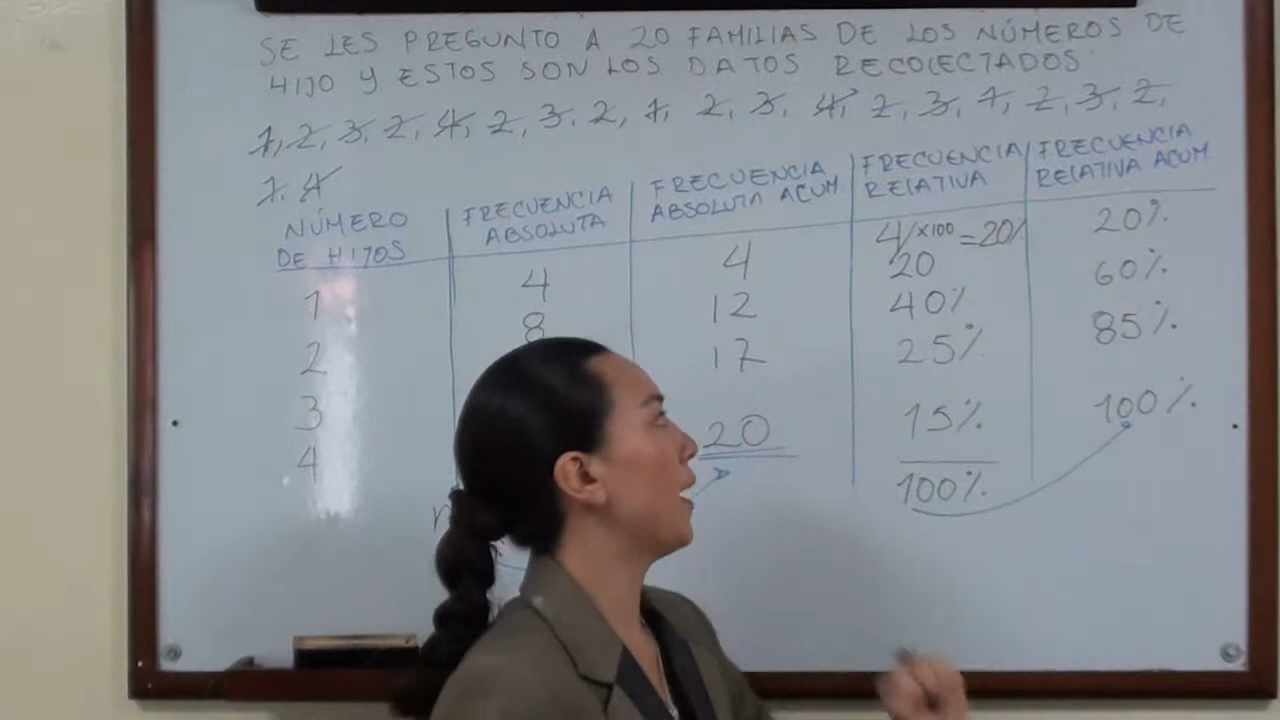 SE LES PREGUNTO A 20 FAMILIAS DE LOS NÚMEROS DE
HIJO Y ESTOS SON LOS DATOS RECOLECTADOS
1, 2, 3, 2, 4, 2, 3, 2, 1, 2, 3, 4, 2, 3, 1, 2, 3, 2,
1, 4
NÚMERO DE HIJOS
FRECUENCIA ABSOLUTA
FRECUENCIA ABSOLUTA ACUM.
FRECUENCIA RELATIVA
FRECUENCIA RELATIVA ACUM.
1 4 4 4/20 ×100 = 20% 20%
2 8 12 40% 60%
3 17 25% 85%
4 20 15% 100%
100%